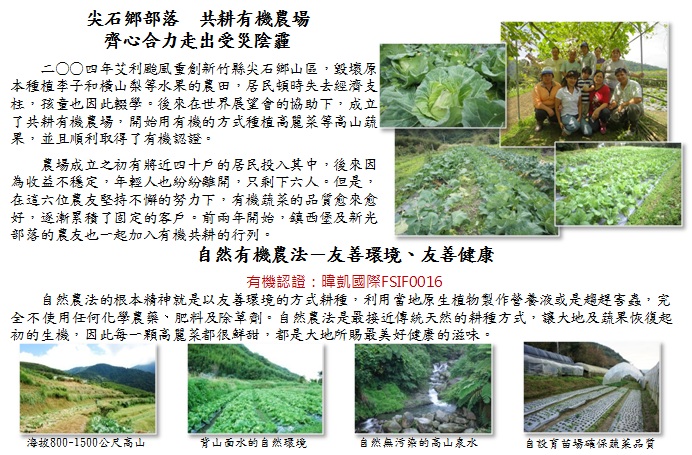 尖石鄉部落　共耕有機農場
齊心合力走出受災陰霾
二〇〇四年艾利颱風重創新竹縣尖石鄉山區，毀壞原
本種植李子和橫山梨等水果的農田，居民頓時失去經濟支
柱，孩童也因此輟學。後來在世界展望會的協助下，成立
了共耕有機農場，開始用有機的方式種植高麗菜等高山蔬
果，並且順利取得了有機認證。
農場成立之初有將近四十戶的居民投入其中，後來因
為收益不穩定，年輕人也紛紛離開，只剩下六人。但是，
在這六位農友堅持不懈的努力下，有機蔬菜的品質愈來愈
好，逐漸累積了固定的客戶。前兩年開始，鎮西堡及新光
部落的農友也一起加入有機共耕的行列。
自然有機農法－友善環境、友善健康
有機認證：暐凱國際FSIF0016
自然農法的根本精神就是以友善環境的方式耕種，利用當地原生植物製作營養液或是趕趕害蟲，完
全不使用任何化學農藥、肥料及除草劑。自然農法是最接近傳統天然的耕種方式，讓大地及蔬果恢復起
初的生機，因此每一顆高麗菜都很鮮甜，都是大地所賜最美好健康的滋味。
海拔800-1500公尺高山
背山面水的自然環境
自然無污染的高山泉水
自設育苗場確保蔬菜品質